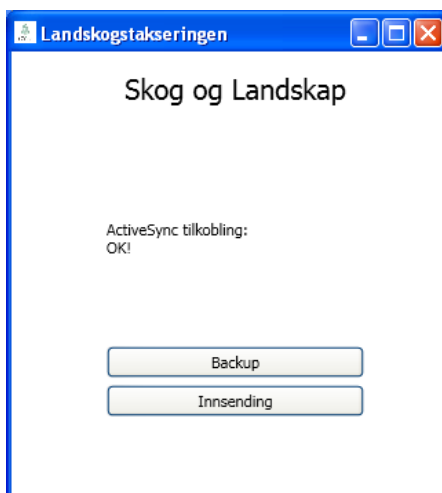 Landskogstakseringen
Skog og Landskap
ActiveSync tilkobling:
OK!
Backup
Innsending